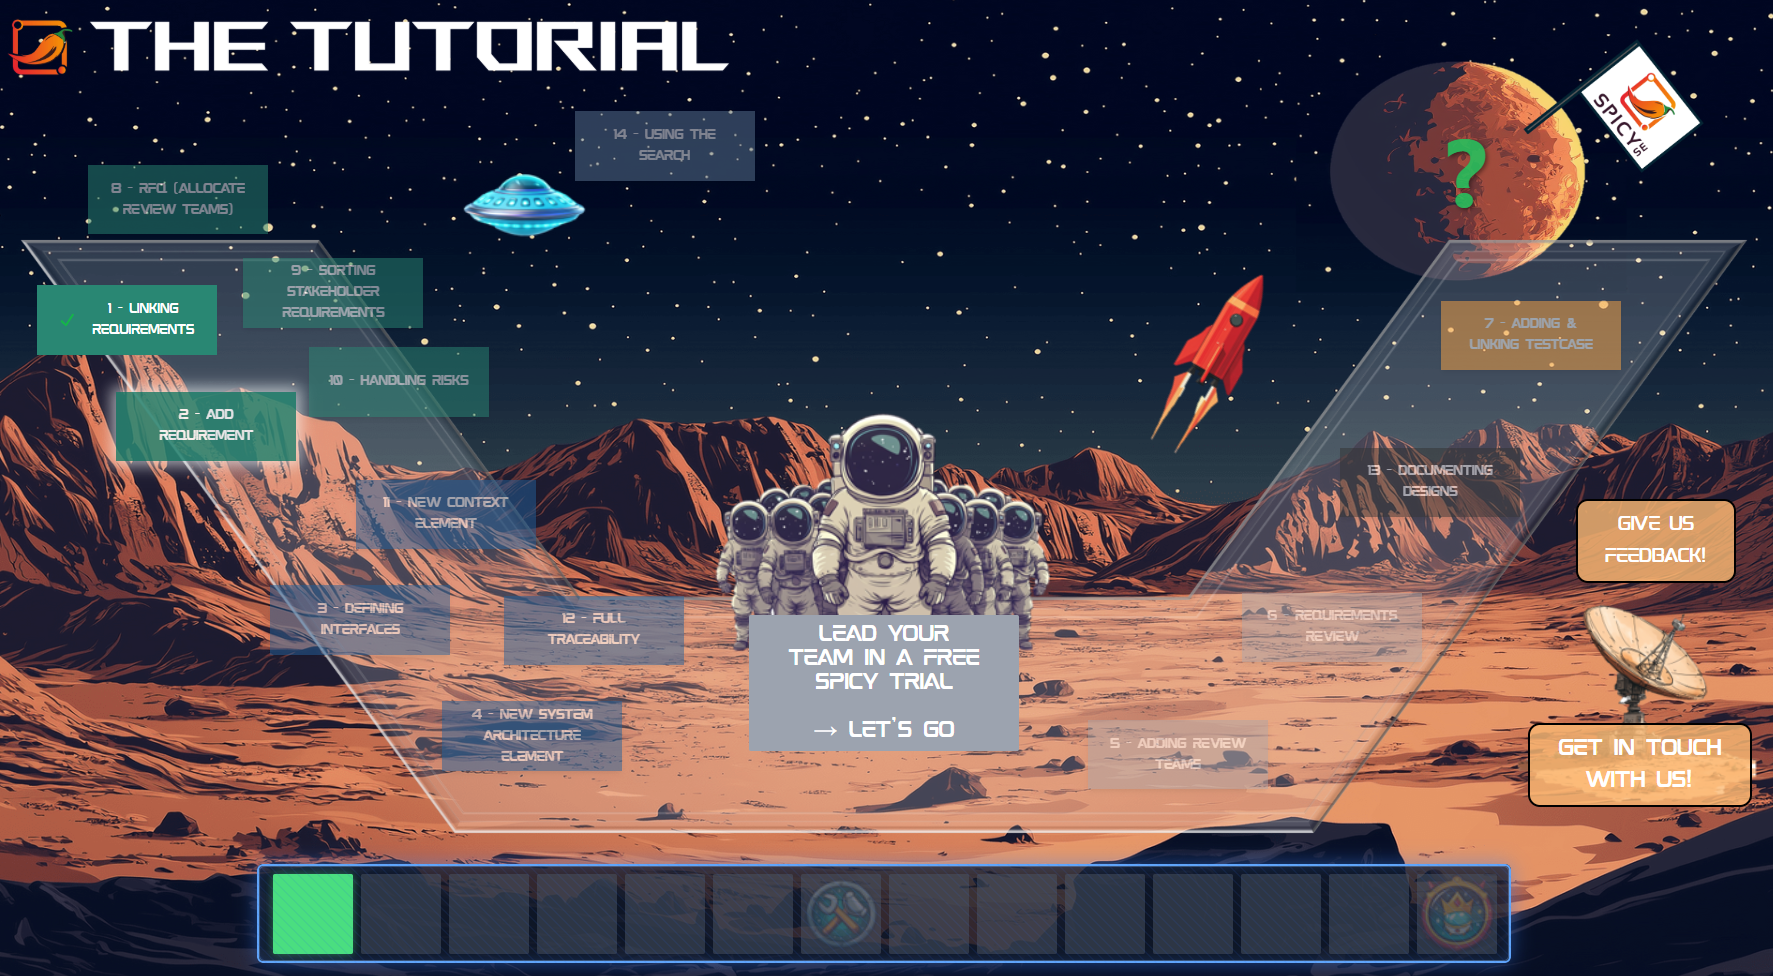 THE TUTORIAL
14 - USING THE
SEARCH
SPICY
SE
8 - RFQ (ALLOCATE
REVIEW TEAMS)
?
9 - SORTING
STAKEHOLDER
REQUIREMENTS
1 - LINKING
REQUIREMENTS
7 - ADDING &
LINKING TESTCASE
10 - HANDLING RISKS
2 - ADD
REQUIREMENT
13 - DOCUMENTING
DESIGNS
11 - NEW CONTEXT
ELEMENT
GIVE US
FEEDBACK!
3 - DEFINING
INTERFACES
12 - FULL
TRACEABILITY
6 - REQUIREMENTS
REVIEW
LEAD YOUR
TEAM IN A FREE
SPICY TRIAL
→ LET'S GO
4 - NEW SYSTEM
ARCHITECTURE
ELEMENT
5 - ADDING REVIEW
TEAMS
GET IN TOUCH
WITH US!